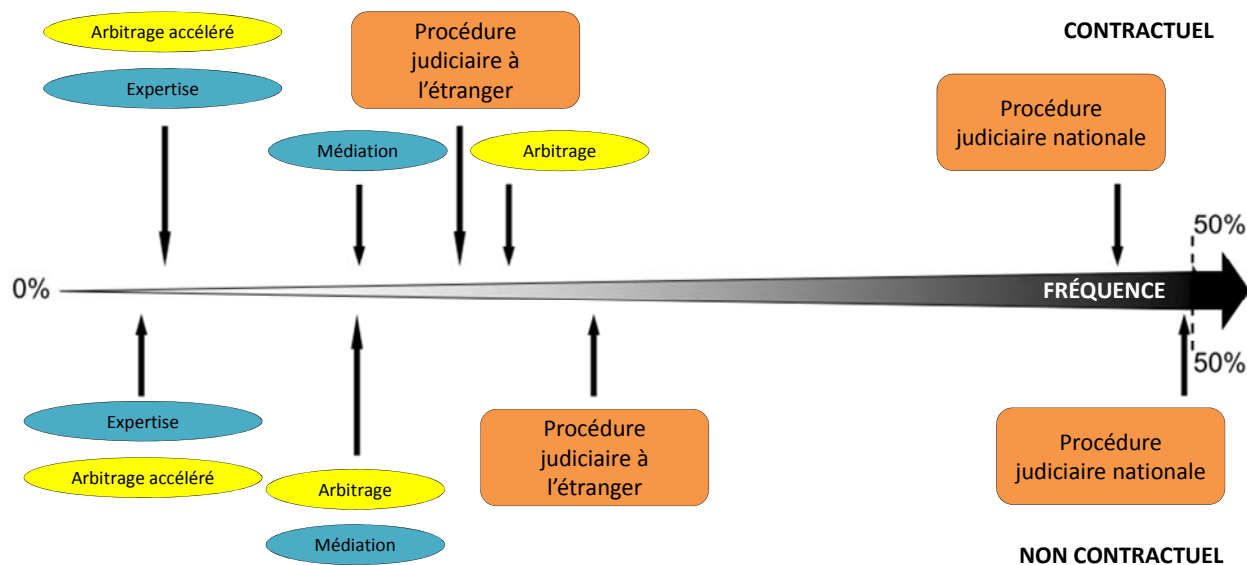 Arbitrage accéléré
Expertise
Procédure
judiciaire à
l'étranger
CONTRACTUEL
Médiation
Arbitrage
Procédure
judiciaire nationale
50%
0%
FRÉQUENCE
50%
Expertise
Arbitrage accéléré
Arbitrage
Médiation
Procédure
judiciaire à
l'étranger
Procédure
judiciaire nationale
NON CONTRACTUEL